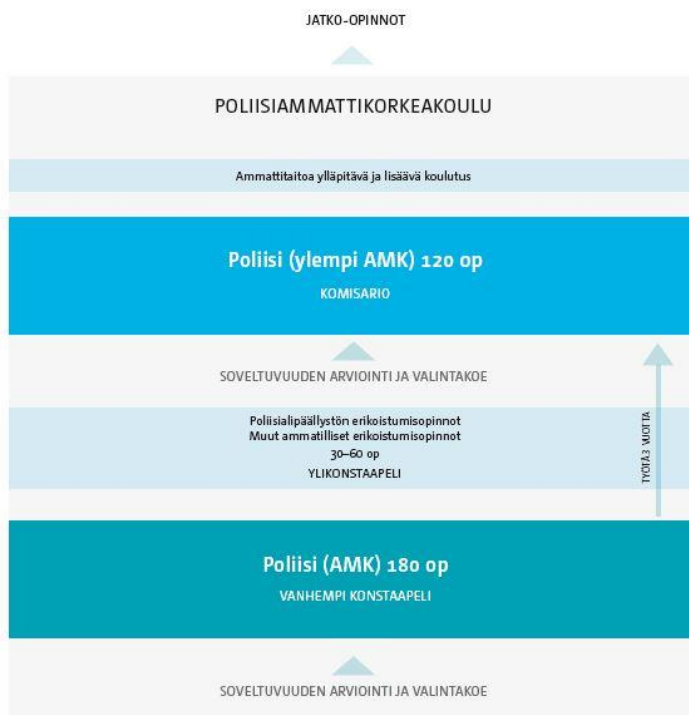 JATKO-OPINNOT
POLIISIAMMATTIKORKEAKOULU
Ammattitaitoa ylläpitävä ja lisäävä koulutus
Poliisi (ylempi AMK) 120 op
KOMISARIO
SOVELTUVUUDEN ARVIOINTI JA VALINTAKOE
Poliisialipäällystön erikoistumisopinnot
Muut ammatilliset erikoistumisopinnot
30–60 op
YLIKONSTAAPELI
TYÖTÄ 3 VUOTTA
Poliisi (AMK) 180 op
VANHEMPI KONSTAAPELI
SOVELTUVUUDEN ARVIOINTI JA VALINTAKOE